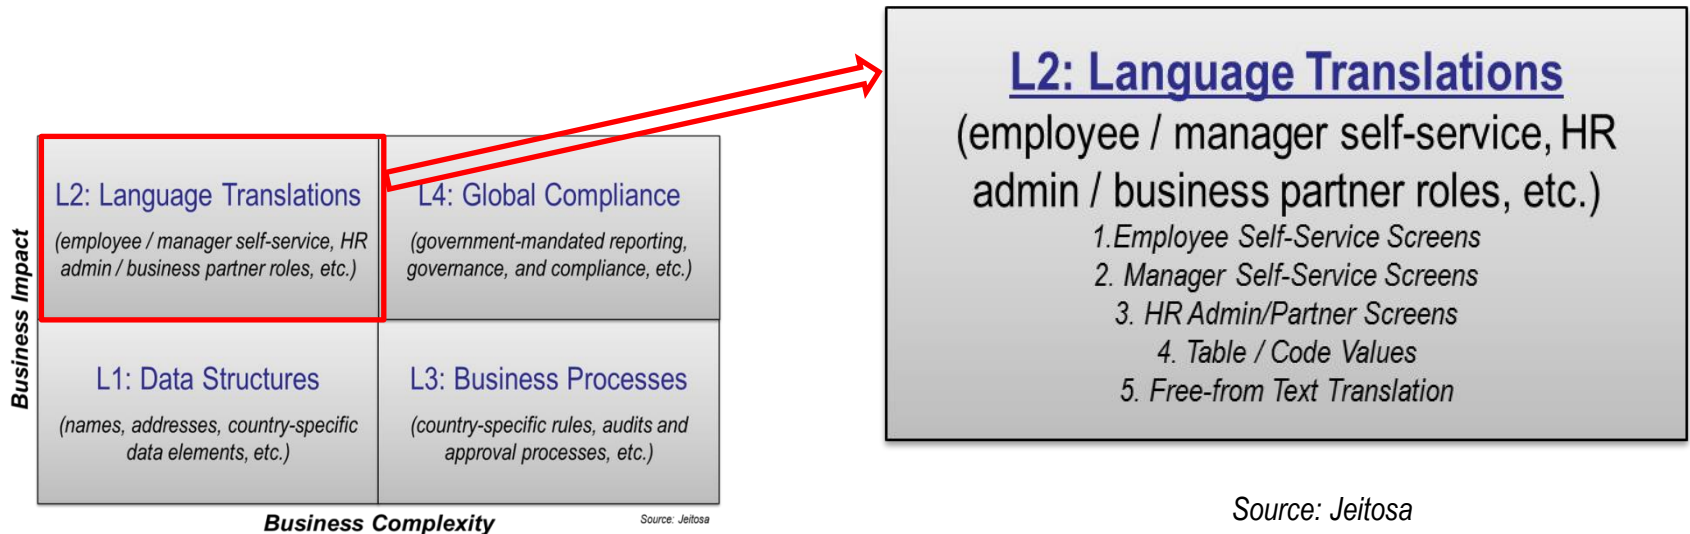 L2: Language Translations
(employee / manager self-service, HR
admin / business partner roles, etc.)
L4: Global Compliance
(government-mandated reporting,
governance, and compliance, etc.)
L1: Data Structures
(names, addresses, country-specific
data elements, etc.)
L3: Business Processes
(country-specific rules, audits and
approval processes, etc.)
Business Impact
Business Complexity
Source: Jeitosa
L2: Language Translations
(employee / manager self-service, HR
admin / business partner roles, etc.)
1.Employee Self-Service Screens
2. Manager Self-Service Screens
3. HR Admin/Partner Screens
4. Table / Code Values
5. Free-from Text Translation
Source: Jeitosa